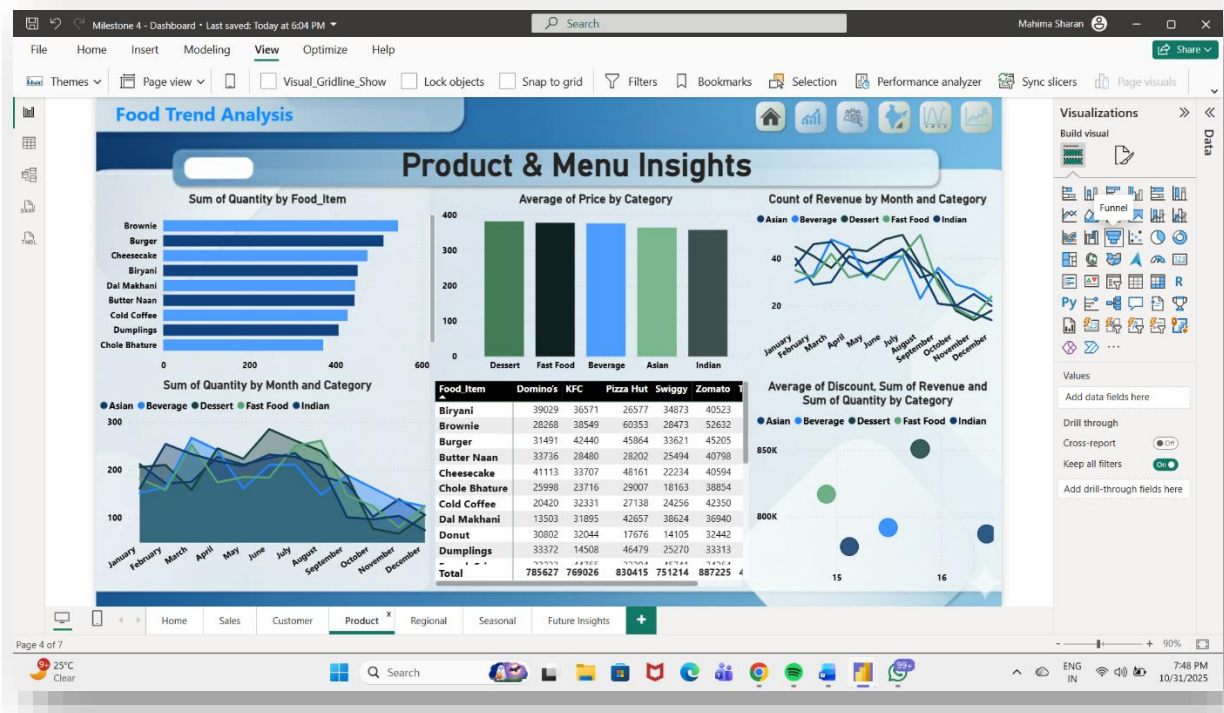 Milestone 4 - Dashboard • Last saved: Today at 6:04 PM
Search
Mahima Sharan
File Home Insert Modeling View Optimize Help
Share
Themes Page view Visual_Gridline_Show Lock objects Snap to grid Filters Bookmarks Selection Performance analyzer Sync slicers Page visuals
Food Trend Analysis
Product & Menu Insights
Sum of Quantity by Food_Item
Brownie
Burger
Cheesecake
Biryani
Dal Makhani
Butter Naan
Cold Coffee
Dumplings
Chole Bhature
0 200 400 600
Average of Price by Category
400
300
200
100
0
Dessert Fast Food Beverage Asian Indian
Count of Revenue by Month and Category
Asian Beverage Dessert Fast Food Indian
40
20
January February March April May June July August September October November December
Sum of Quantity by Month and Category
Asian Beverage Dessert Fast Food Indian
300
200
100
January February March April May June July August September October November December
Food_Item Domino's KFC Pizza Hut Swiggy Zomato T
Biryani 39029 36571 26577 34873 40523
Brownie 28268 38549 60353 28473 52632
Burger 31491 42440 45864 33621 45205
Butter Naan 33736 28480 28202 25494 40798
Cheesecake 41113 33707 48161 22234 40594
Chole Bhature 25998 23716 29007 18163 38854
Cold Coffee 20420 32331 27138 24256 42350
Dal Makhani 13503 31895 42657 38624 36940
Donut 30802 32044 17676 14105 32442
Dumplings 33372 14508 46479 25270 33313
Total 785627 769026 830415 751214 887225 4
Average of Discount, Sum of Revenue and
Sum of Quantity by Category
Asian Beverage Dessert Fast Food Indian
850K
800K
15 16
Visualizations
Build visual
Funnel
R
Py
Values
Add data fields here
Drill through
Cross-report Off
Keep all filters On
Add drill-through fields here
Data
Home Sales Customer Product x Regional Seasonal Future Insights +
Page 4 of 7
- + 90%
9+
25°C
Clear
Search
99+
ENG
IN
7:48 PM
10/31/2025